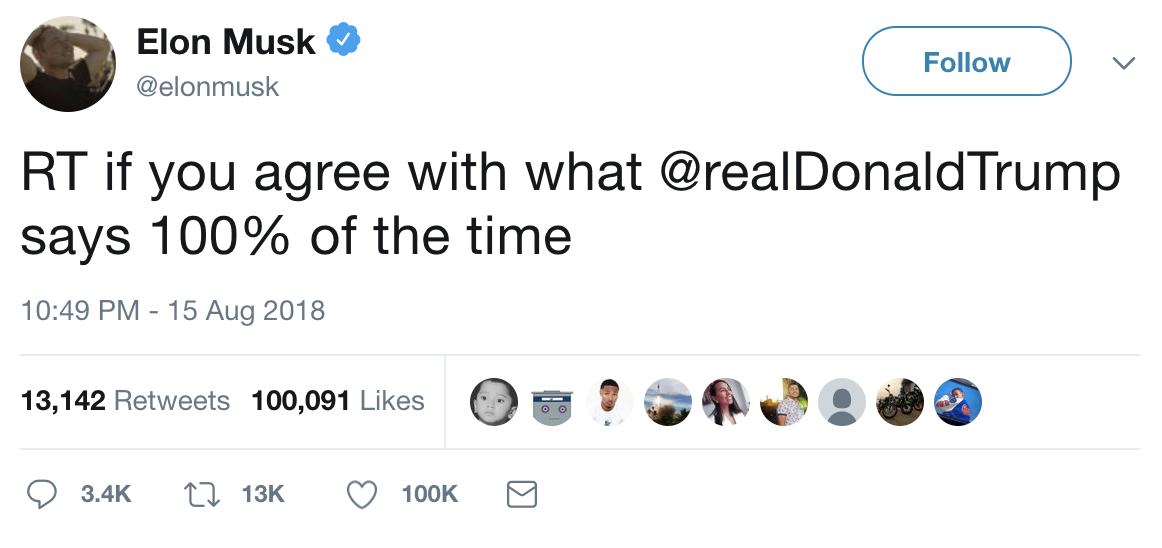 Elon Musk
@elonmusk
Follow
RT if you agree with what @realDonaldTrump
says 100% of the time
10:49 PM - 15 Aug 2018
13,142 Retweets 100,091 Likes
3.4K 13K 100K